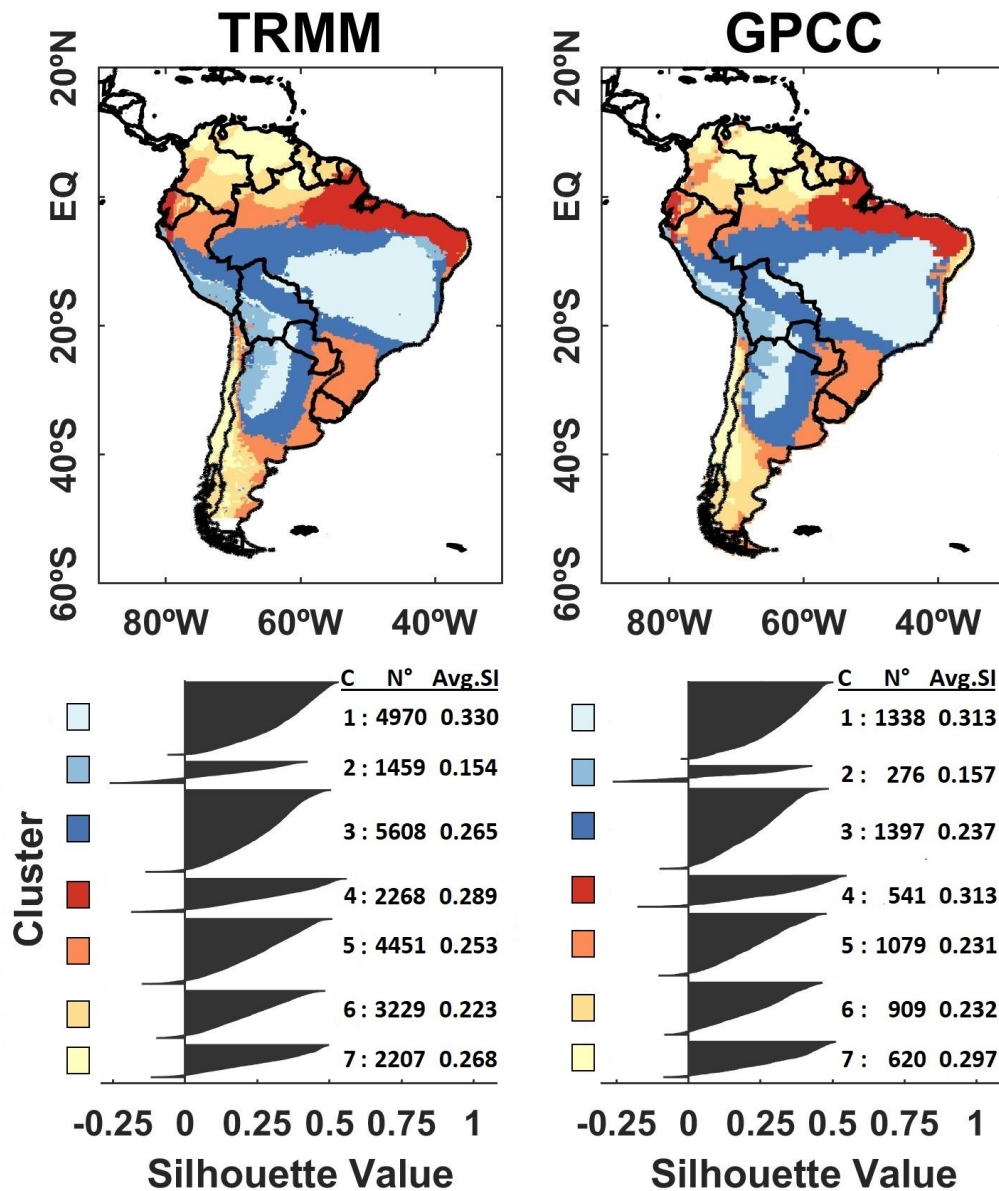 TRMM
20ºN
EQ
20ºS
40ºS
60ºS
80ºW 60ºW 40ºW
GPCC
20ºN
EQ
20ºS
40ºS
60ºS
80ºW 60ºW 40ºW
Cluster
C N° Avg.SI
1 : 4970 0.330
2 : 1459 0.154
3 : 5608 0.265
4 : 2268 0.289
5 : 4451 0.253
6 : 3229 0.223
7 : 2207 0.268
-0.25 0 0.25 0.5 0.75 1
Silhouette Value
C N° Avg.SI
1 : 1338 0.313
2 : 276 0.157
3 : 1397 0.237
4 : 541 0.313
5 : 1079 0.231
6 : 909 0.232
7 : 620 0.297
-0.25 0 0.25 0.5 0.75 1
Silhouette Value